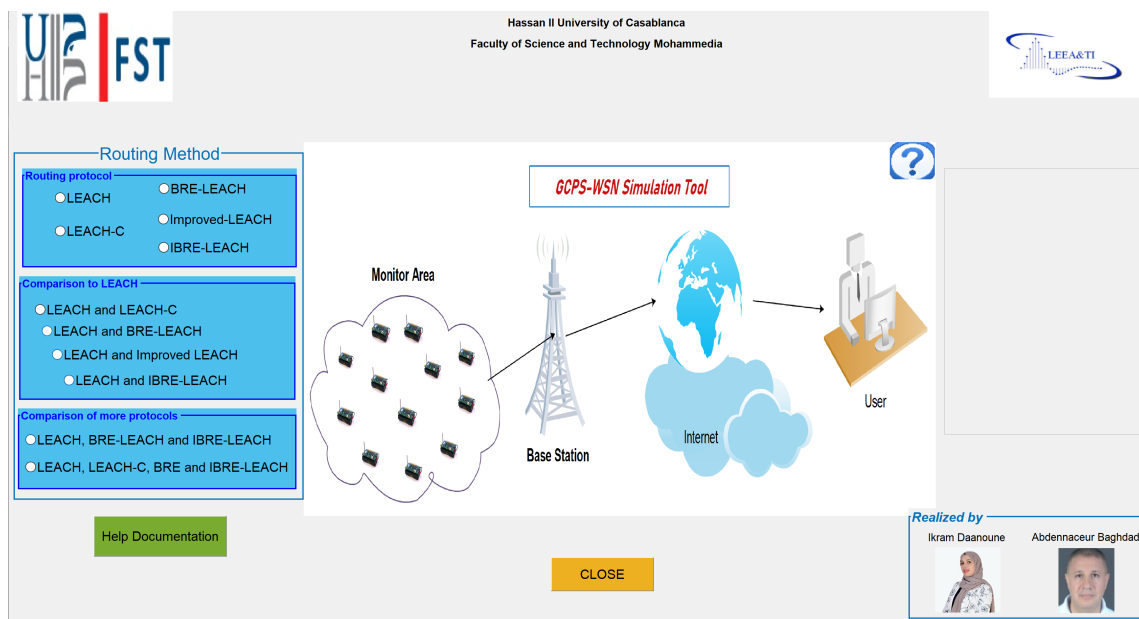 Hassan II University of Casablanca
Faculty of Science and Technology Mohammedia
UH
FST
LEEA&TI
Routing Method
Routing protocol
LEACH
BRE-LEACH
LEACH-C
Improved-LEACH
IBRE-LEACH
Comparison to LEACH
LEACH and LEACH-C
LEACH and BRE-LEACH
LEACH and Improved LEACH
LEACH and IBRE-LEACH
Comparison of more protocols
LEACH, BRE-LEACH and IBRE-LEACH
LEACH, LEACH-C, BRE and IBRE-LEACH
Help Documentation
?
GCPS-WSN Simulation Tool
Monitor Area
Base Station
Internet
User
CLOSE
Realized by
Ikram Daanoune
Abdennaceur Baghdad